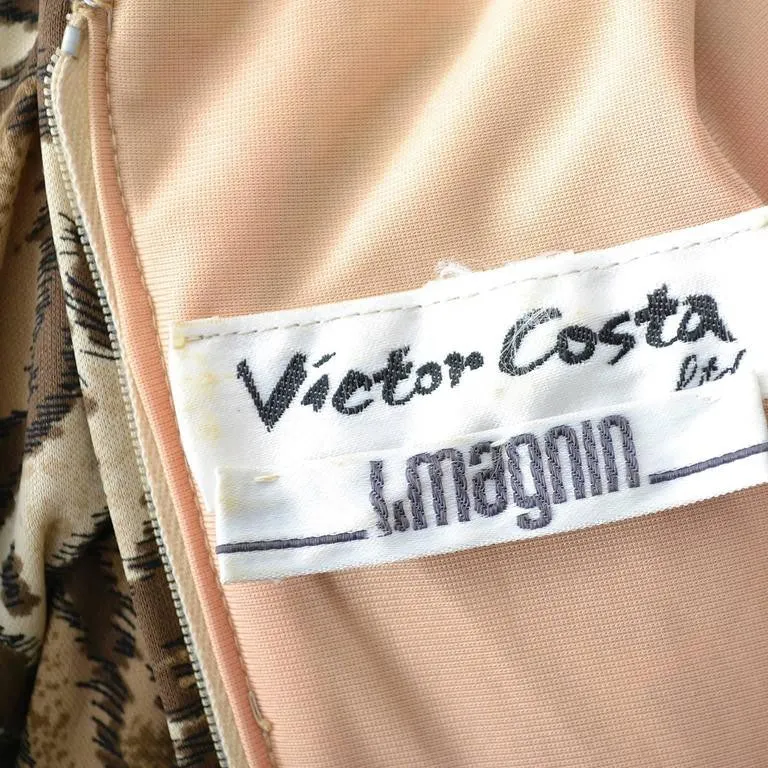 Victor Costa
ltd
I.magnin